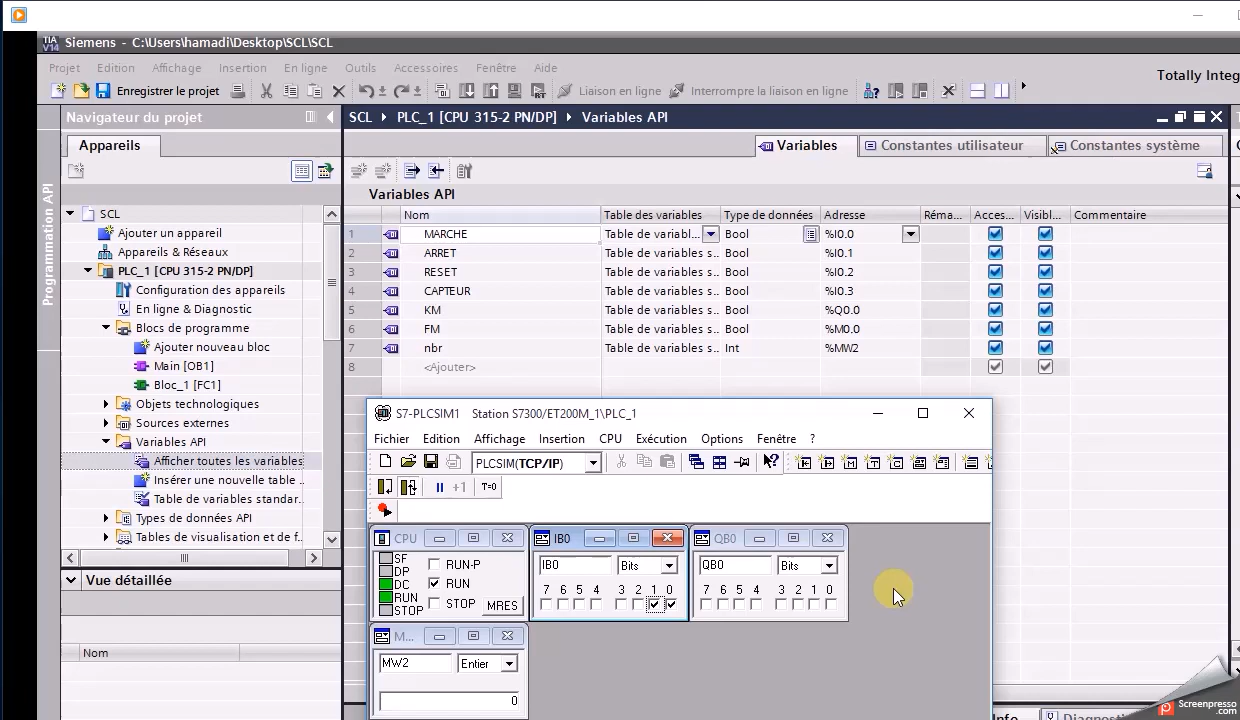 TIA V14 Siemens - C:\Users\hamadi\Desktop\SCL\SCL
Projet Edition Affichage Insertion En ligne Outils Accessoires Fenêtre Aide
Totally Integ
Enregistrer le projet Liaison en ligne Interrompre la liaison en ligne
Navigateur du projet
SCL PLC_1 [CPU 315-2 PN/DP] Variables API
Appareils
Variables Constantes utilisateur Constantes système
Variables API
Programmation API
Nom Table des variables Type de données Adresse Réma... Acces... Visibl... Commentaire
1 MARCHE Table de variabl... Bool %I0.0
2 ARRET Table de variables s.. Bool %I0.1
3 RESET Table de variables s.. Bool %I0.2
4 CAPTEUR Table de variables s.. Bool %I0.3
5 KM Table de variables s.. Bool %Q0.0
6 FM Table de variables s.. Bool %M0.0
7 nbr Table de variables s.. Int %MW2
8 <Ajouter>
SCL
Ajouter un appareil
Appareils & Réseaux
PLC_1 [CPU 315-2 PN/DP]
Configuration des appareils
En ligne & Diagnostic
Blocs de programme
Ajouter nouveau bloc
Main [OB1]
Bloc_1 [FC1]
Objets technologiques
Sources externes
Variables API
Afficher toutes les variables
Insérer une nouvelle table ..
Table de variables standar..
Types de données API
Tables de visualisation et de f..
Vue détaillée
Nom
S7-PLCSIM1 Station S7300/ET200M_1\PLC_1
Fichier Edition Affichage Insertion CPU Exécution Options Fenêtre ?
PLCSIM(TCP/IP)
+1 T=0
CPU
SF
DP
DC
RUN
STOP
RUN-P
RUN
STOP
MRES
IB0
IB0 Bits
7 6 5 4 3 2 1 0
QB0
QB0 Bits
7 6 5 4 3 2 1 0
M...
MW2 Entier
0
Info Diagnosti
Screenpresso
.com